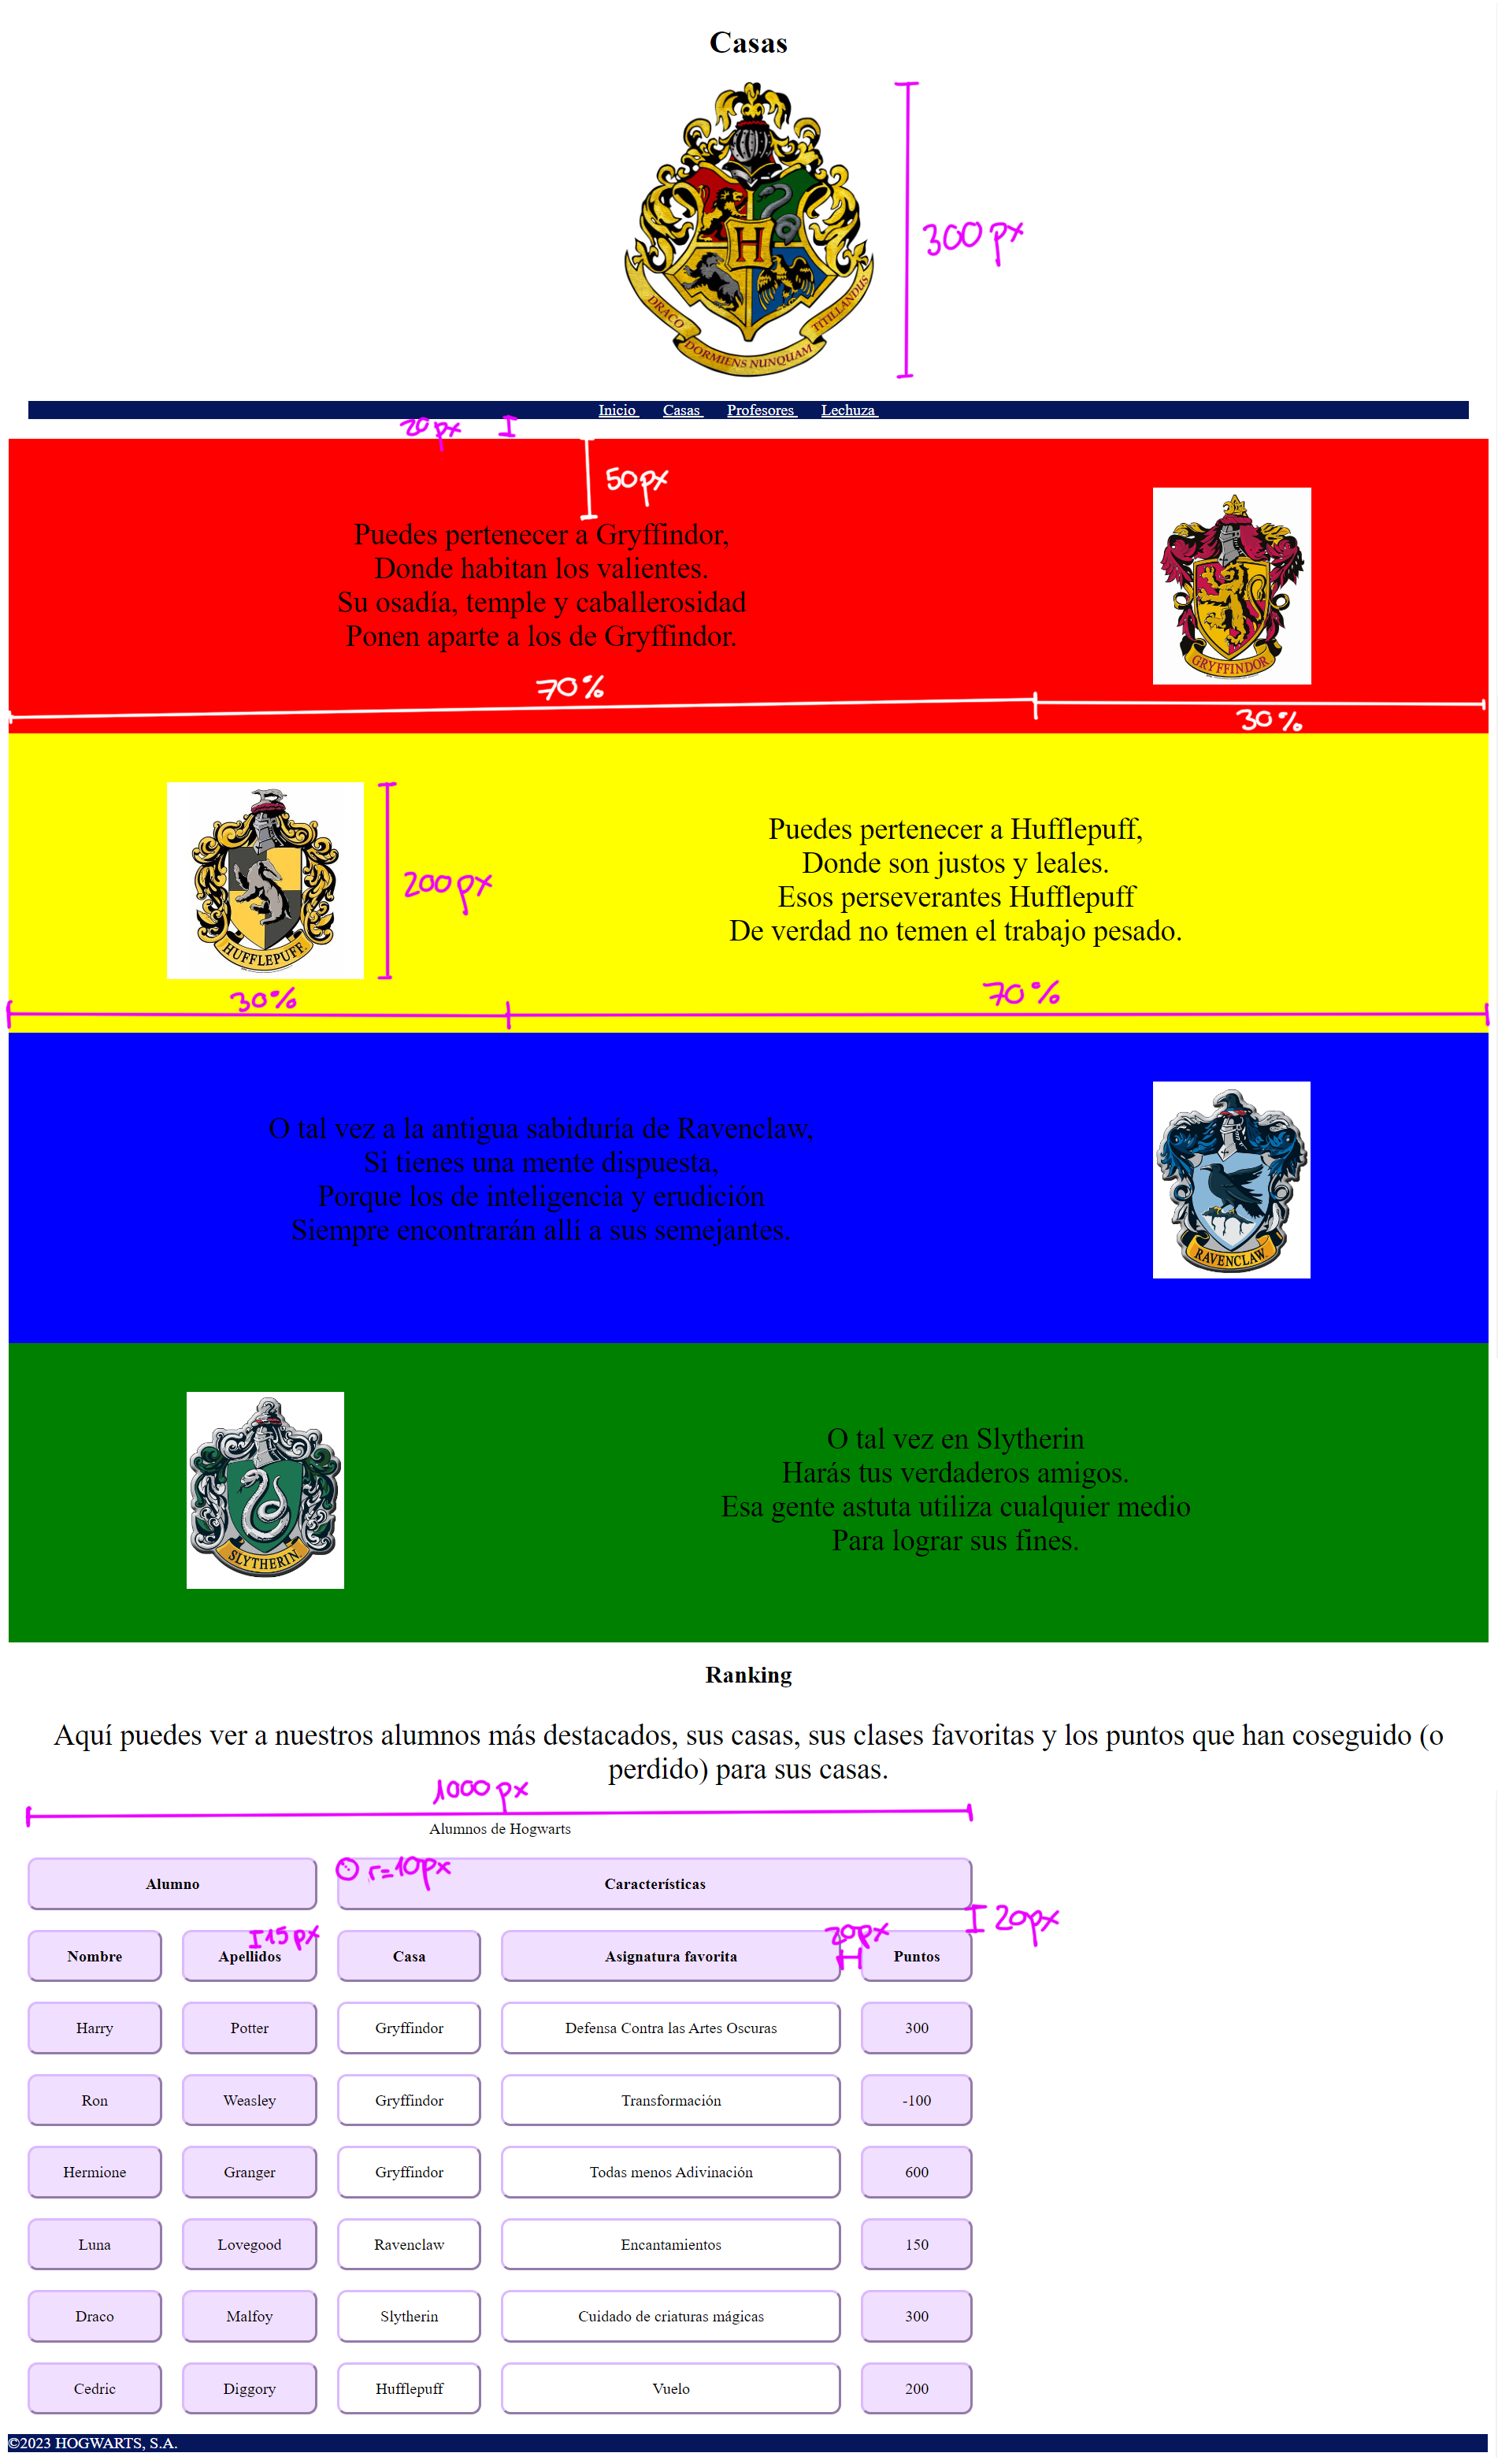 Casas
DRACO
DORMIENS NUNQUAM
TITILLANDUS
H
300px
Inicio Casas Profesores Lechuza
20px
50px
Puedes pertenecer a Gryffindor,
Donde habitan los valientes.
Su osadía, temple y caballerosidad
Ponen aparte a los de Gryffindor.
GRYFFINDOR
70%
30%
HUFFLEPUFF
200px
Puedes pertenecer a Hufflepuff,
Donde son justos y leales.
Esos perseverantes Hufflepuff
De verdad no temen el trabajo pesado.
30%
70%
O tal vez a la antigua sabiduría de Ravenclaw,
Si tienes una mente dispuesta,
Porque los de inteligencia y erudición
Siempre encontrarán allí a sus semejantes.
RAVENCLAW
SLYTHERIN
O tal vez en Slytherin
Harás tus verdaderos amigos.
Esa gente astuta utiliza cualquier medio
Para lograr sus fines.
Ranking
Aquí puedes ver a nuestros alumnos más destacados, sus casas, sus clases favoritas y los puntos que han coseguido (o
perdido) para sus casas.
1000px
Alumnos de Hogwarts
Alumno Características
r=10px
20px
15px
20px
Nombre Apellidos Casa Asignatura favorita Puntos
Harry Potter Gryffindor Defensa Contra las Artes Oscuras 300
Ron Weasley Gryffindor Transformación -100
Hermione Granger Gryffindor Todas menos Adivinación 600
Luna Lovegood Ravenclaw Encantamientos 150
Draco Malfoy Slytherin Cuidado de criaturas mágicas 300
Cedric Diggory Hufflepuff Vuelo 200
©2023 HOGWARTS, S.A.